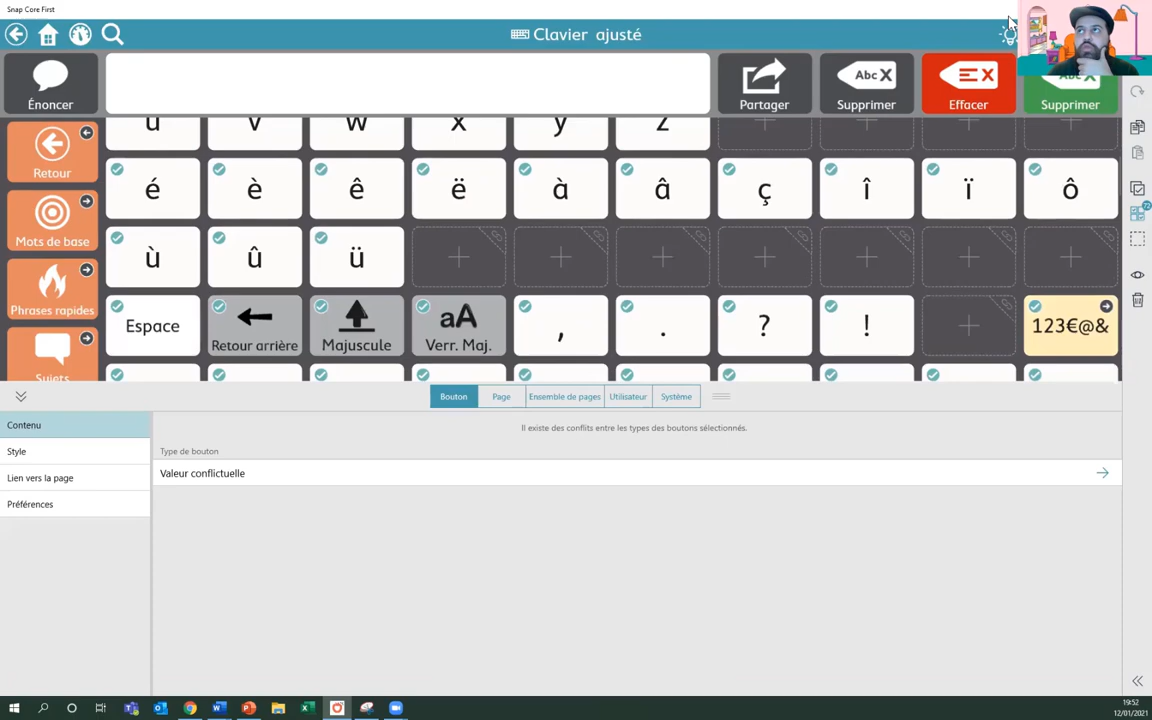 Snap Core First
Clavier ajusté
Énoncer
Partager
Abc X
Supprimer
X
Effacer
Supprimer
Retour
u v w x y z
é è ê ë à â ç î ï ô
Mots de base
ù û ü
Phrases rapides
Espace
Retour arrière
Majuscule
aA
Verr. Maj.
, . ? !
123€@&
Sujets
72
Bouton Page Ensemble de pages Utilisateur Système
Contenu
Il existe des conflits entre les types des boutons sélectionnés.
Style
Type de bouton
Lien vers la page
Valeur conflictuelle
Préférences
19:52
12/01/2021